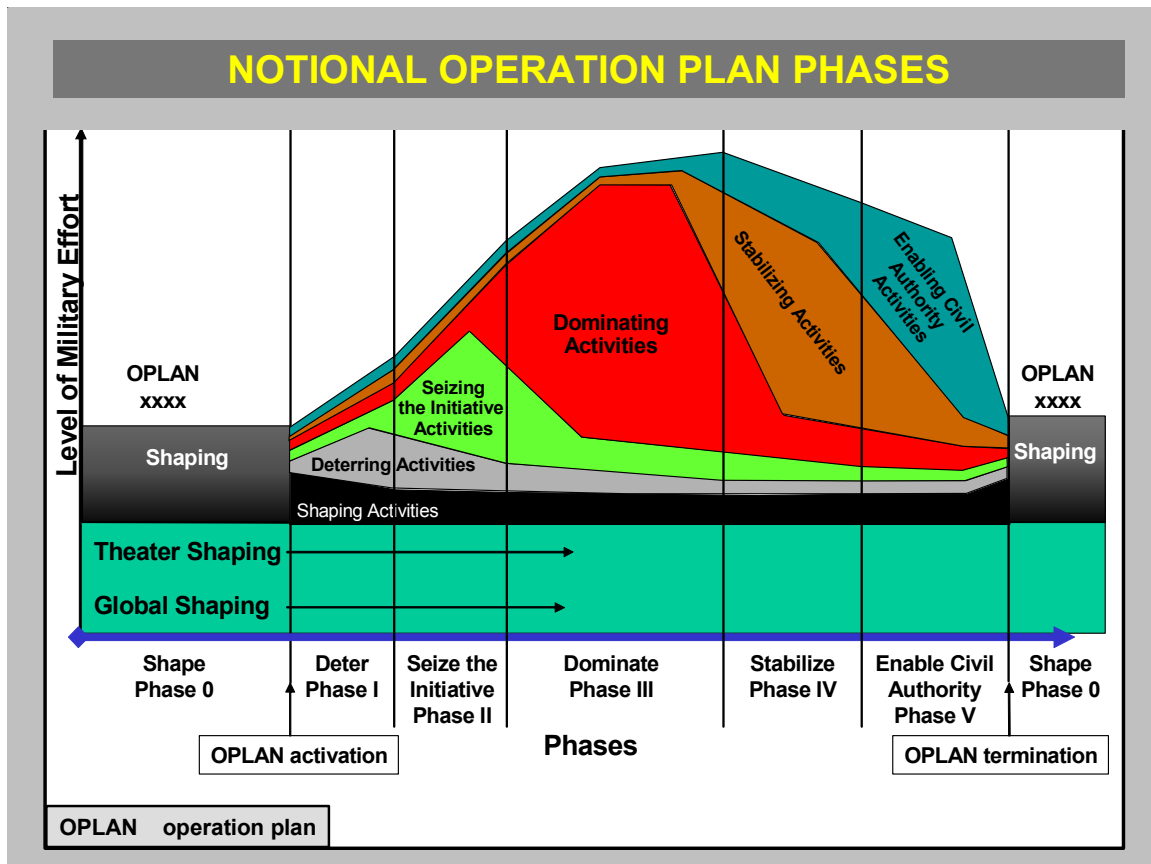 NOTIONAL OPERATION PLAN PHASES
Level of Military Effort
OPLAN
xxxx
Shaping
Enabling Civil
Authority
Activities
Stabilizing Activities
Dominating
Activities
Seizing
the Initiative
Activities
Deterring Activities
Shaping Activities
OPLAN
xxxx
Shaping
Theater Shaping
Global Shaping
Shape
Phase 0
Deter
Phase I
Seize the
Initiative
Phase II
Dominate
Phase III
Stabilize
Phase IV
Enable Civil
Authority
Phase V
Shape
Phase 0
OPLAN activation
Phases
OPLAN termination
OPLAN operation plan